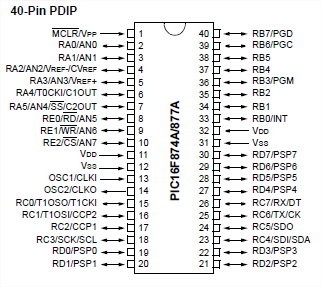 40-Pin PDIP
MCLR/VPP 1 40 RB7/PGD
RA0/AN0 2 39 RB6/PGC
RA1/AN1 3 38 RB5
RA2/AN2/VREF-/CVREF 4 37 RB4
RA3/AN3/VREF+ 5 36 RB3/PGM
RA4/T0CKI/C1OUT 6 35 RB2
RA5/AN4/SS/C2OUT 7 34 RB1
RE0/RD/AN5 8 33 RB0/INT
RE1/WR/AN6 9 32 VDD
RE2/CS/AN7 10 31 VSS
VDD 11 30 RD7/PSP7
VSS 12 29 RD6/PSP6
OSC1/CLKI 13 28 RD5/PSP5
OSC2/CLKO 14 27 RD4/PSP4
RC0/T1OSO/T1CKI 15 26 RC7/RX/DT
RC1/T1OSI/CCP2 16 25 RC6/TX/CK
RC2/CCP1 17 24 RC5/SDO
RC3/SCK/SCL 18 23 RC4/SDI/SDA
RD0/PSP0 19 22 RD3/PSP3
RD1/PSP1 20 21 RD2/PSP2
PIC16F874A/877A